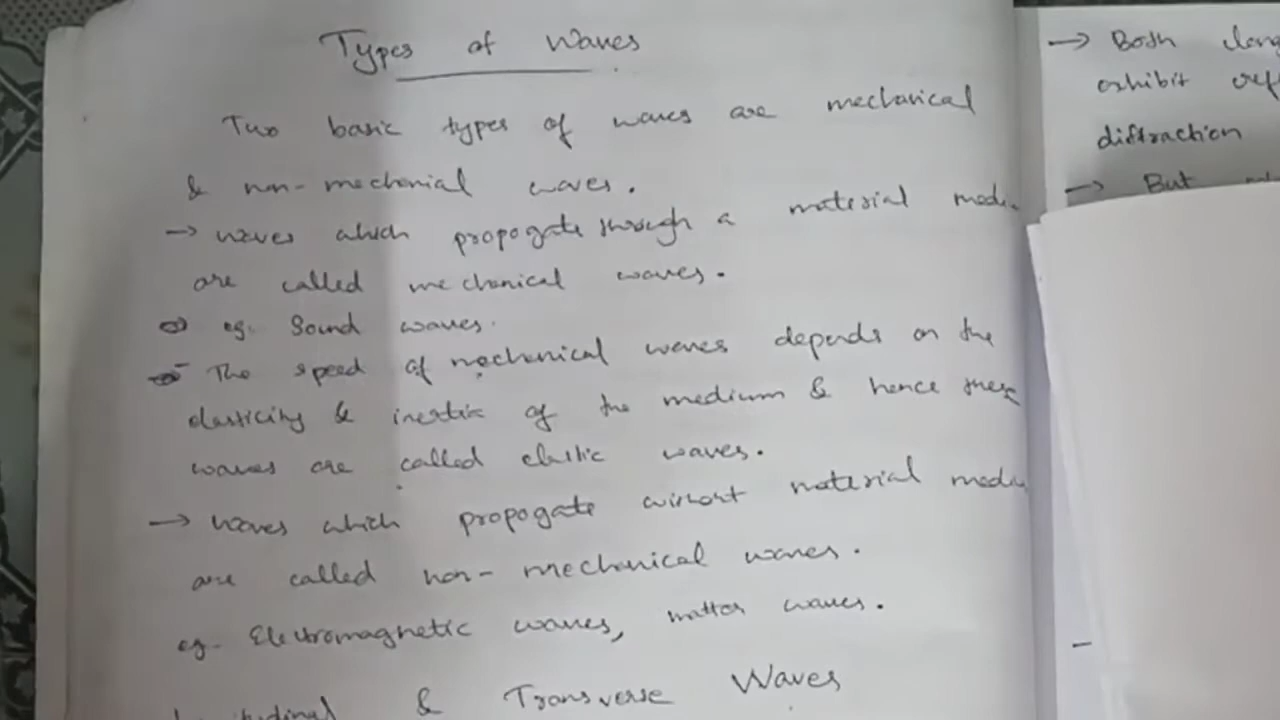 Types of Waves
Two basic types of waves are mechanical
& non-mechanial waves.
→ waves which propogate through a material
are called mechanical waves.
eg. Sound waves.
The speed of mechanical waves depends on the
elasticity & inertia of the medium & hence these
waves are called elastic waves.
→ waves which propogate without material
are called non-mechanical waves.
eg- Electromagnetic waves, matter waves.
& Transverse Waves
→ Both
exhibit
diffraction
→ But